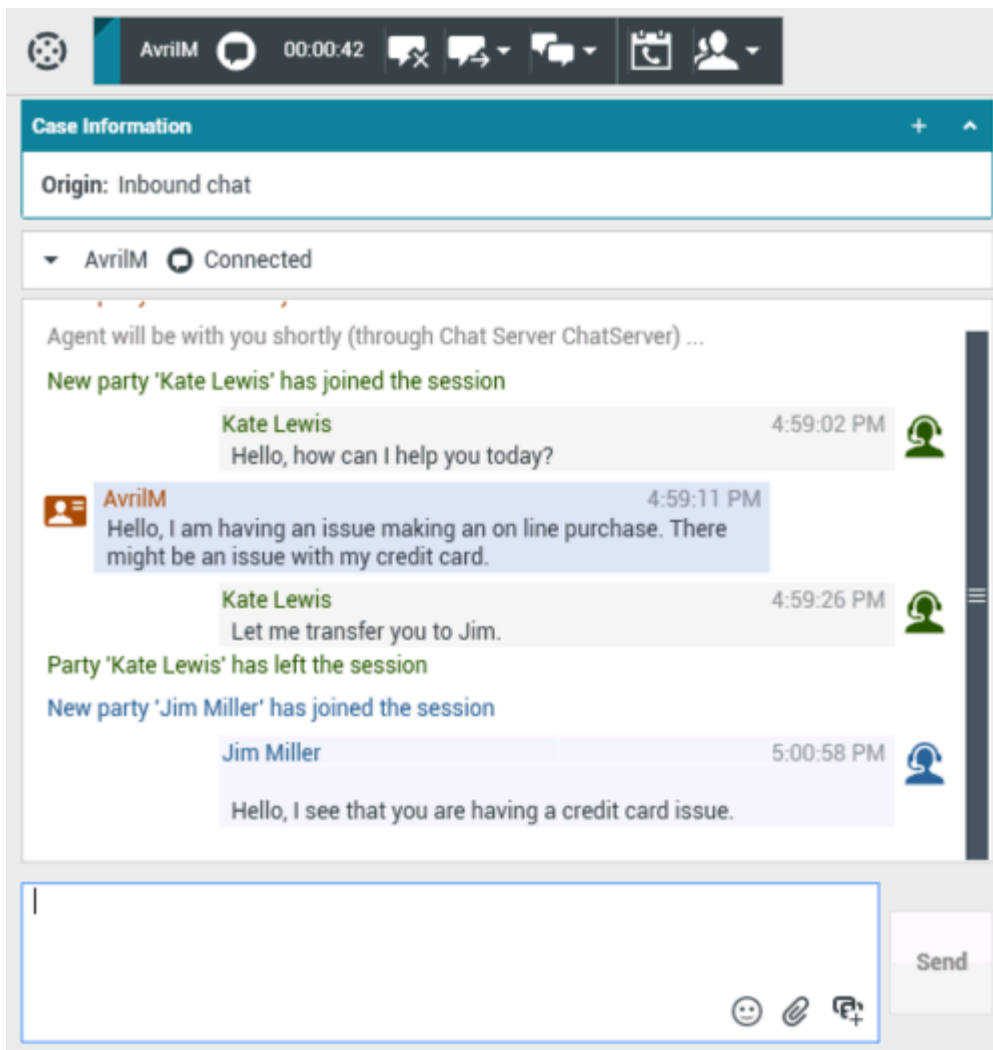 AvrilM 00:00:42
Case Information
Origin: Inbound chat
AvrilM Connected
Agent will be with you shortly (through Chat Server ChatServer) ...
New party 'Kate Lewis' has joined the session
Kate Lewis 4:59:02 PM
Hello, how can I help you today?
AvrilM 4:59:11 PM
Hello, I am having an issue making an on line purchase. There
might be an issue with my credit card.
Kate Lewis 4:59:26 PM
Let me transfer you to Jim.
Party 'Kate Lewis' has left the session
New party 'Jim Miller' has joined the session
Jim Miller 5:00:58 PM
Hello, I see that you are having a credit card issue.
Send